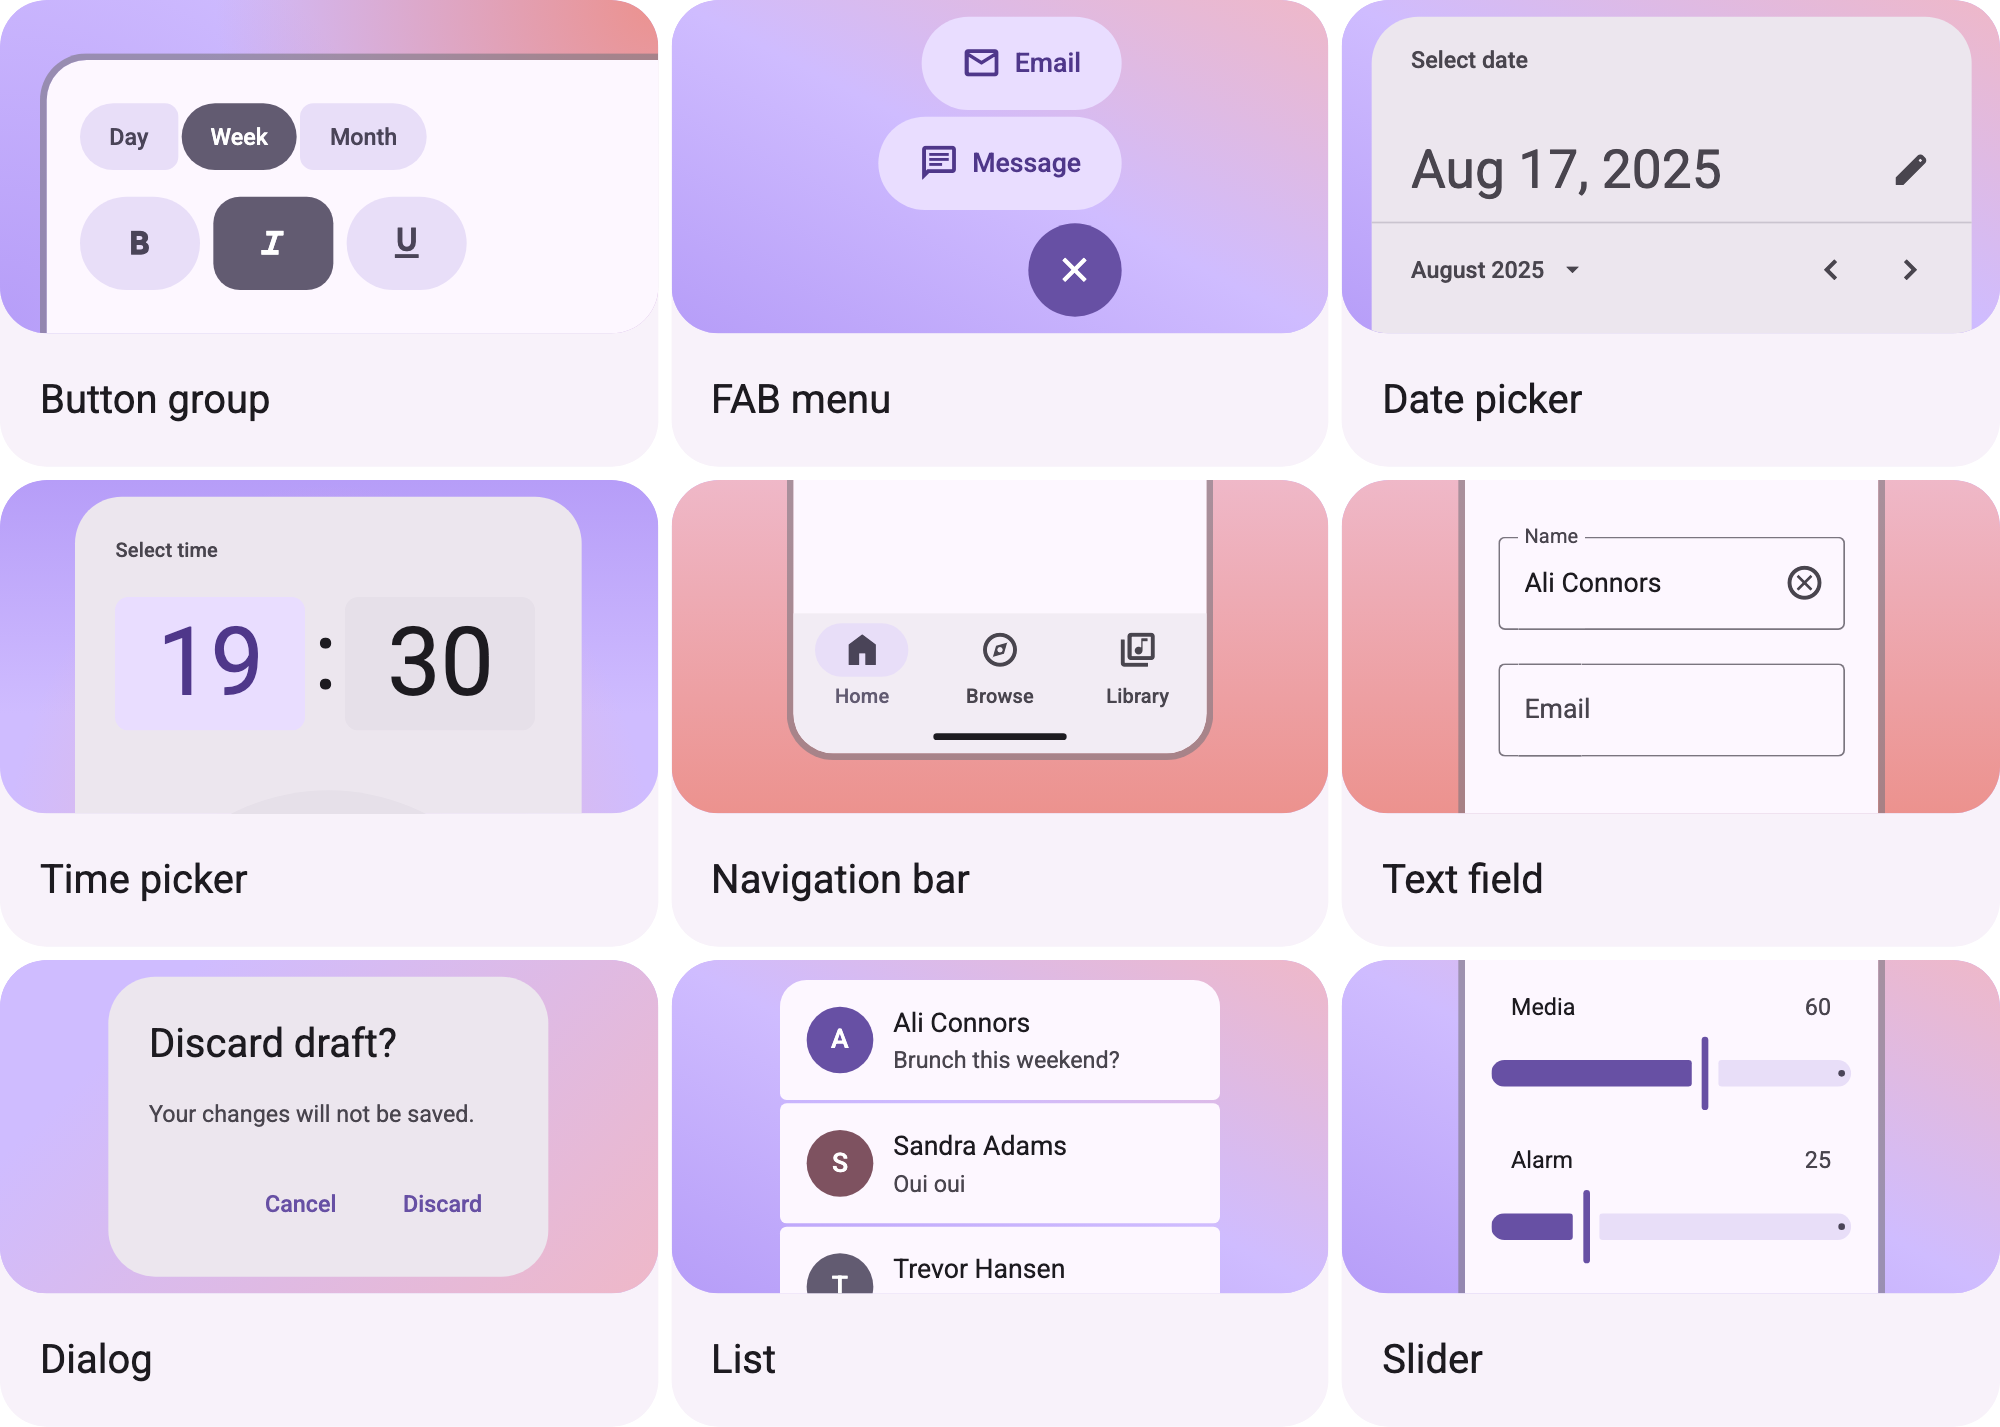 Day Week Month
B I U
Button group
Email
Message
FAB menu
Select date
Aug 17, 2025
August 2025
Date picker
Select time
19 : 30
Time picker
Home Browse Library
Navigation bar
Name
Ali Connors
Email
Text field
Discard draft?
Your changes will not be saved.
Cancel Discard
Dialog
A Ali Connors
Brunch this weekend?
S Sandra Adams
Oui oui
T Trevor Hansen
List
Media 60
Alarm 25
Slider